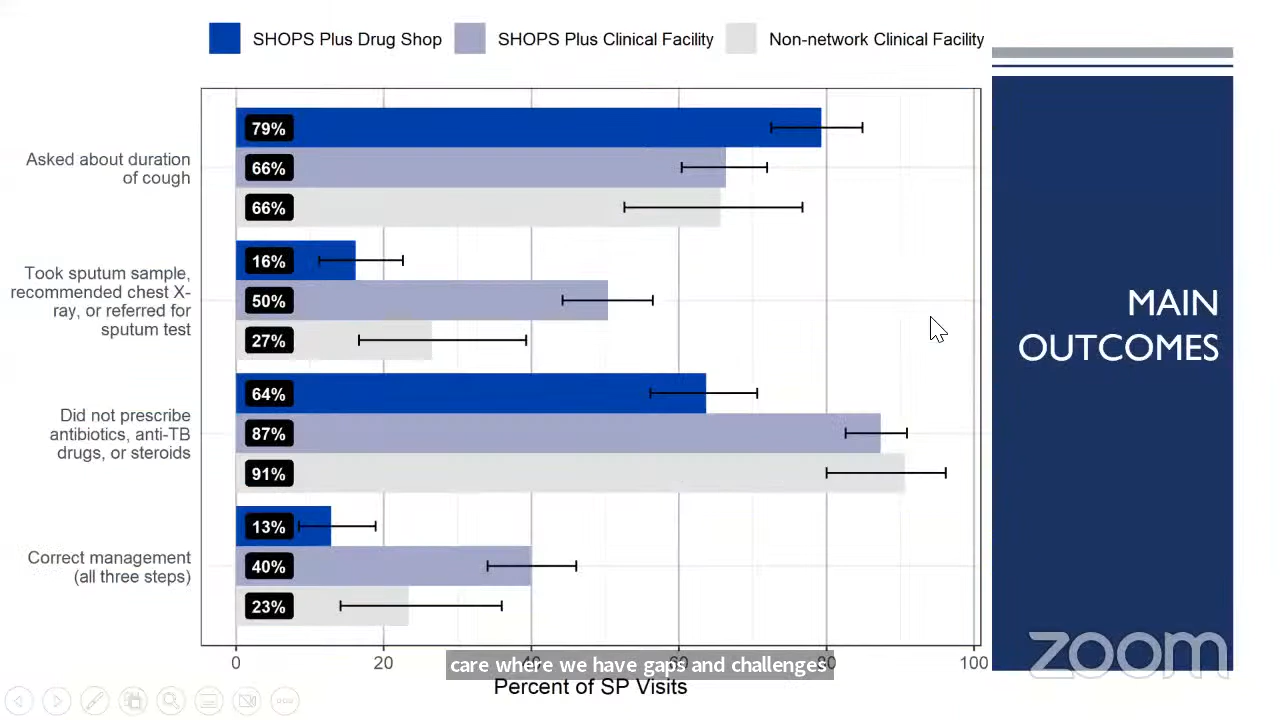 SHOPS Plus Drug Shop SHOPS Plus Clinical Facility Non-network Clinical Facility
Asked about duration
of cough
79%
66%
66%
Took sputum sample,
recommended chest X-
ray, or referred for
sputum test
16%
50%
27%
Did not prescribe
antibiotics, anti-TB
drugs, or steroids
64%
87%
91%
Correct management
(all three steps)
13%
40%
23%
0 20 40 60 80 100
care where we have gaps and challenges
Percent of SP Visits
MAIN
OUTCOMES
zoom